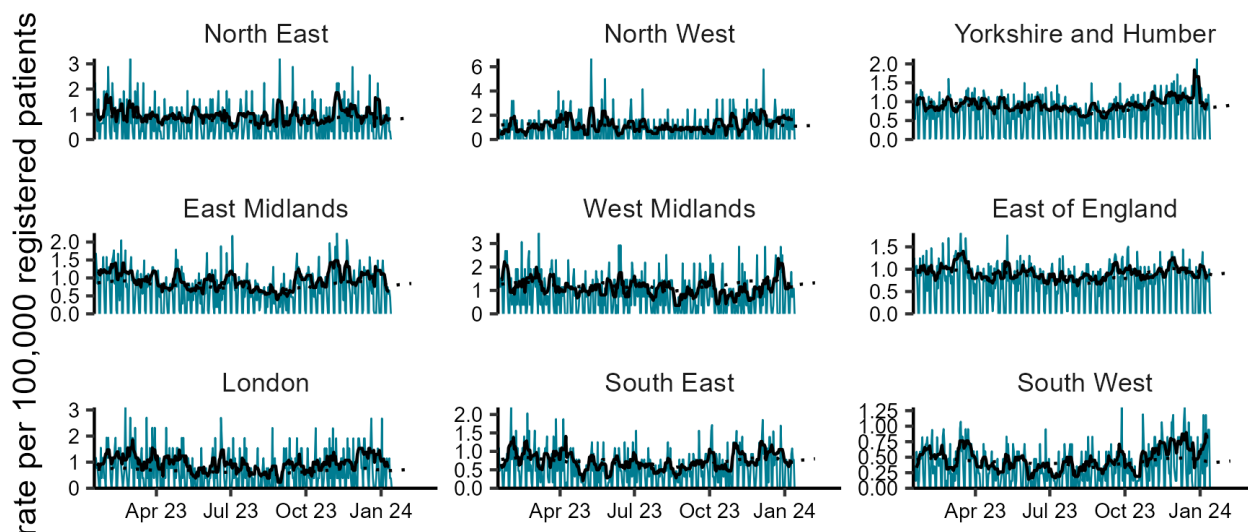 rate per 100,000 registered patients
North East North West Yorkshire and Humber
3 6 2.0
2 4 1.5
1 2 1.0
0 0 0.5
0.0
East Midlands West Midlands East of England
2.0 3 1.5
1.5 2 1.0
1.0 1 0.5
0.5 0 0.0
0.0
London South East South West
3 2.0 1.25
2 1.5 1.00
1 1.0 0.75
0 0.5 0.50
0.0 0.25
0.00
Apr 23 Jul 23 Oct 23 Jan 24 Apr 23 Jul 23 Oct 23 Jan 24 Apr 23 Jul 23 Oct 23 Jan 24